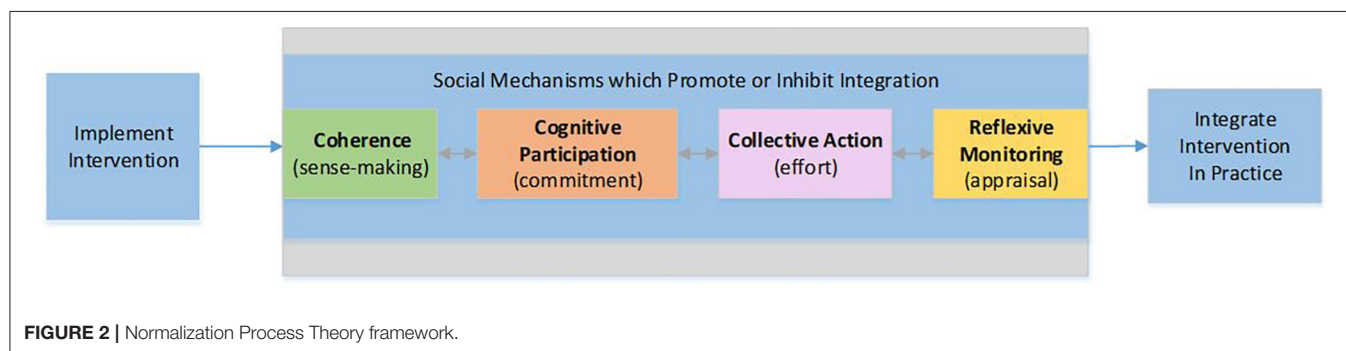 Implement
Intervention
Social Mechanisms which Promote or Inhibit Integration
Coherence
(sense-making)
Cognitive
Participation
(commitment)
Collective Action
(effort)
Reflexive
Monitoring
(appraisal)
Integrate
Intervention
In Practice
FIGURE 2 | Normalization Process Theory framework.